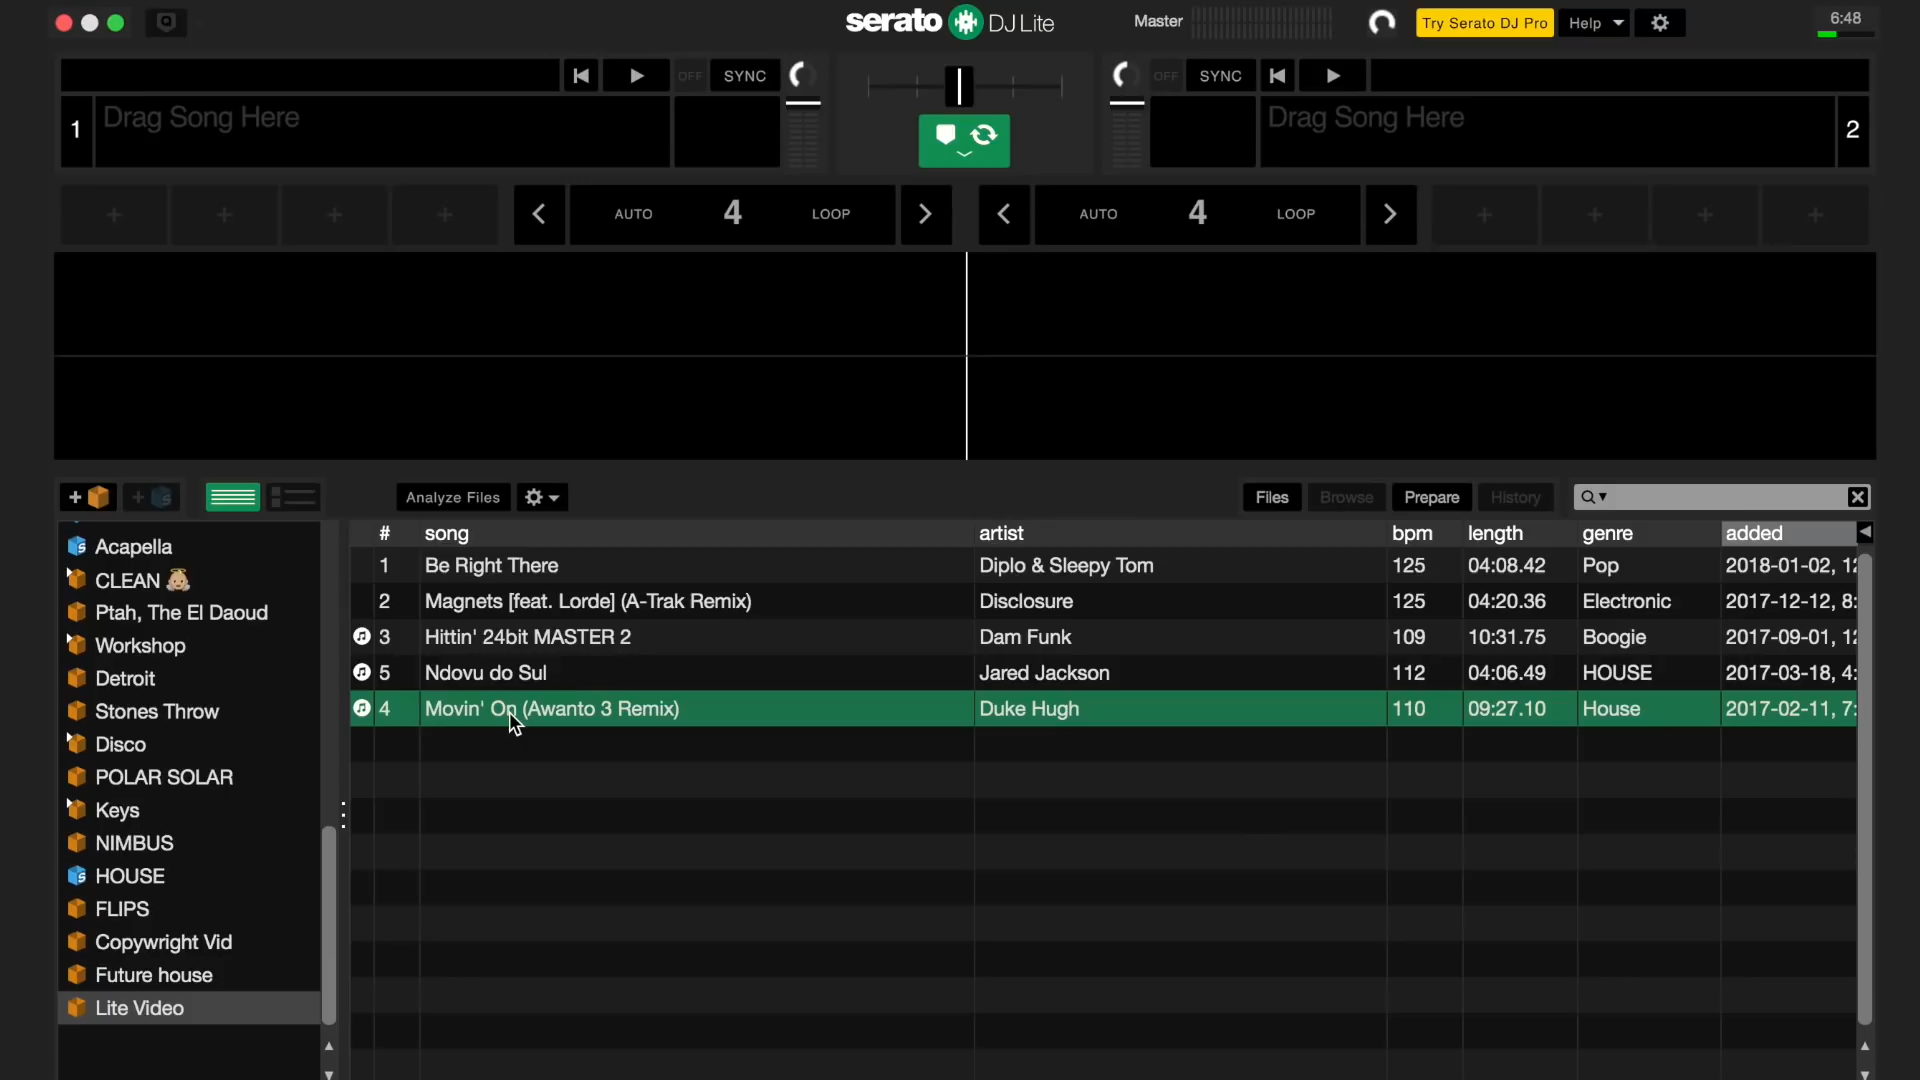 serato DJ Lite
Master
Try Serato DJ Pro
Help
6:48
OFF SYNC
OFF SYNC
1 Drag Song Here
Drag Song Here 2
AUTO 4 LOOP
AUTO 4 LOOP
Analyze Files
Files Browse Prepare History
# song artist bpm length genre added
1 Be Right There Diplo & Sleepy Tom 125 04:08.42 Pop 2018-01-02, 12
2 Magnets [feat. Lorde] (A-Trak Remix) Disclosure 125 04:20.36 Electronic 2017-12-12, 8:
3 Hittin' 24bit MASTER 2 Dam Funk 109 10:31.75 Boogie 2017-09-01, 12
5 Ndovu do Sul Jared Jackson 112 04:06.49 HOUSE 2017-03-18, 4:
4 Movin' On (Awanto 3 Remix) Duke Hugh 110 09:27.10 House 2017-02-11, 7:
Acapella
CLEAN 👼🏼
Ptah, The El Daoud
Workshop
Detroit
Stones Throw
Disco
POLAR SOLAR
Keys
NIMBUS
HOUSE
FLIPS
Copywright Vid
Future house
Lite Video